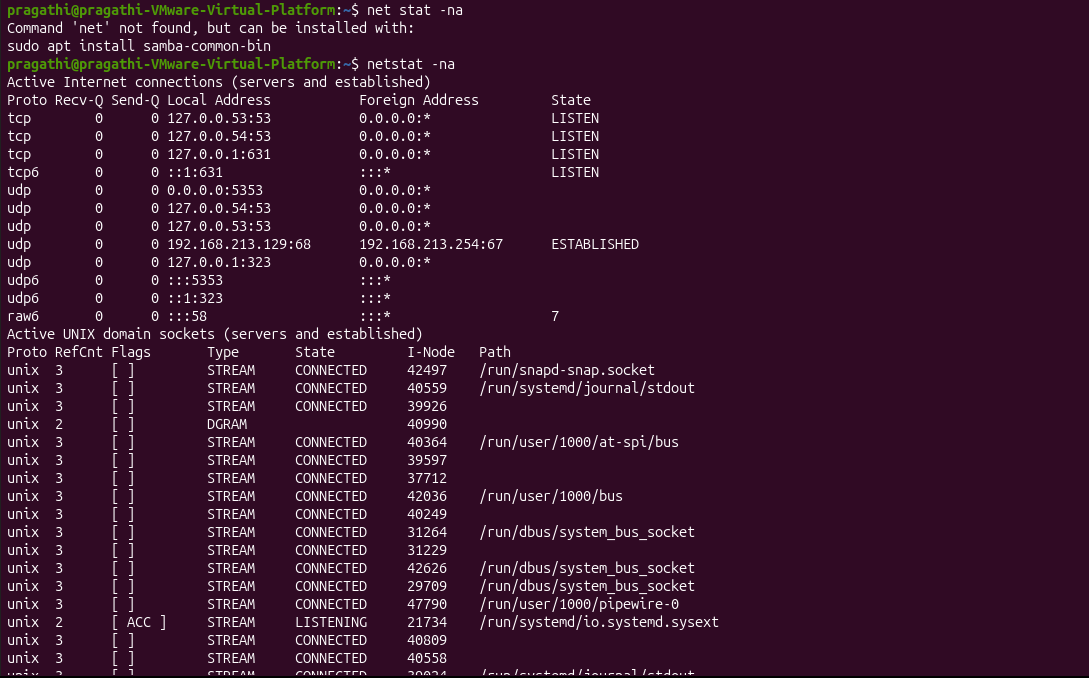 pragathi@pragathi-VMware-Virtual-Platform:~$ net stat -na
Command 'net' not found, but can be installed with:
sudo apt install samba-common-bin
pragathi@pragathi-VMware-Virtual-Platform:~$ netstat -na
Active Internet connections (servers and established)
Proto Recv-Q Send-Q Local Address           Foreign Address         State
tcp        0      0 127.0.0.53:53           0.0.0.0:*               LISTEN
tcp        0      0 127.0.0.54:53           0.0.0.0:*               LISTEN
tcp        0      0 127.0.0.1:631           0.0.0.0:*               LISTEN
tcp6       0      0 ::1:631                 :::*                    LISTEN
udp        0      0 0.0.0.0:5353            0.0.0.0:*
udp        0      0 127.0.0.54:53           0.0.0.0:*
udp        0      0 127.0.0.53:53           0.0.0.0:*
udp        0      0 192.168.213.129:68      192.168.213.254:67      ESTABLISHED
udp        0      0 127.0.0.1:323           0.0.0.0:*
udp6       0      0 :::5353                 :::*
udp6       0      0 ::1:323                 :::*
raw6       0      0 :::58                   :::*                    7
Active UNIX domain sockets (servers and established)
Proto RefCnt Flags       Type       State         I-Node   Path
unix  3      [ ]         STREAM     CONNECTED     42497    /run/snapd-snap.socket
unix  3      [ ]         STREAM     CONNECTED     40559    /run/systemd/journal/stdout
unix  3      [ ]         STREAM     CONNECTED     39926
unix  2      [ ]         DGRAM                    40990
unix  3      [ ]         STREAM     CONNECTED     40364    /run/user/1000/at-spi/bus
unix  3      [ ]         STREAM     CONNECTED     39597
unix  3      [ ]         STREAM     CONNECTED     37712
unix  3      [ ]         STREAM     CONNECTED     42036    /run/user/1000/bus
unix  3      [ ]         STREAM     CONNECTED     40249
unix  3      [ ]         STREAM     CONNECTED     31264    /run/dbus/system_bus_socket
unix  3      [ ]         STREAM     CONNECTED     31229
unix  3      [ ]         STREAM     CONNECTED     42626    /run/dbus/system_bus_socket
unix  3      [ ]         STREAM     CONNECTED     29709    /run/dbus/system_bus_socket
unix  3      [ ]         STREAM     CONNECTED     47790    /run/user/1000/pipewire-0
unix  2      [ ACC ]     STREAM     LISTENING     21734    /run/systemd/io.systemd.sysext
unix  3      [ ]         STREAM     CONNECTED     40809
unix  3      [ ]         STREAM     CONNECTED     40558
unix  3      [ ]         STREAM     CONNECTED     39024    /run/systemd/journal/stdout